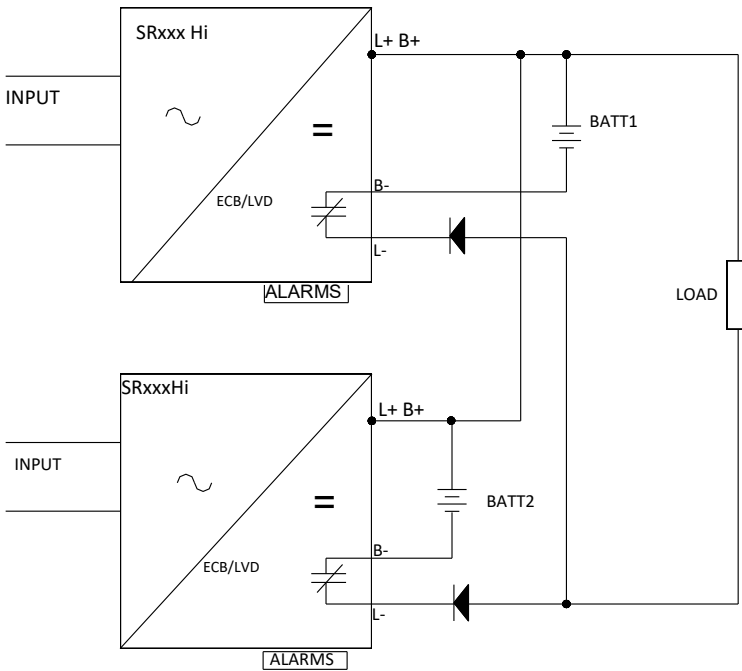 SRxxx Hi
L+ B+
INPUT
BATT1
=
B-
ECB/LVD
L-
ALARMS
LOAD
SRxxxHi
L+ B+
INPUT
BATT2
=
B-
ECB/LVD
L-
ALARMS